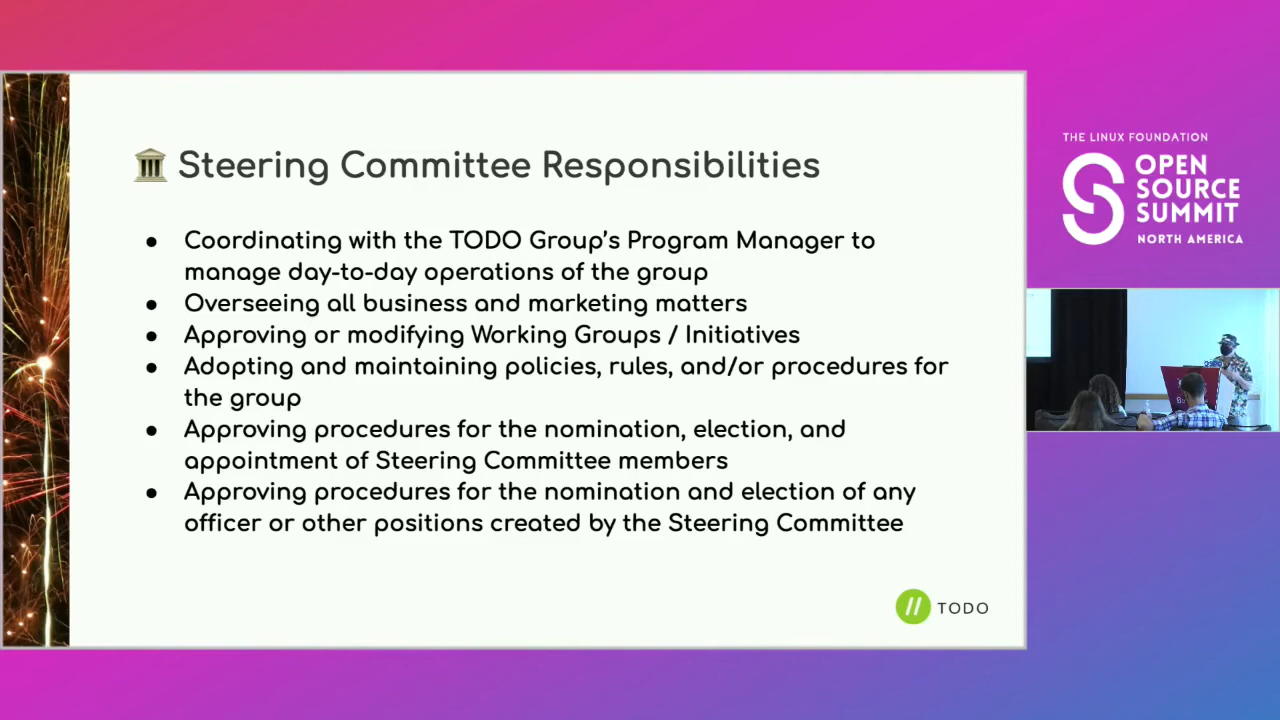 🏛 Steering Committee Responsibilities
● Coordinating with the TODO Group’s Program Manager to
manage day-to-day operations of the group
● Overseeing all business and marketing matters
● Approving or modifying Working Groups / Initiatives
● Adopting and maintaining policies, rules, and/or procedures for
the group
● Approving procedures for the nomination, election, and
appointment of Steering Committee members
● Approving procedures for the nomination and election of any
officer or other positions created by the Steering Committee
// TODO
THE LINUX FOUNDATION
OPEN
SOURCE
SUMMIT
NORTH AMERICA